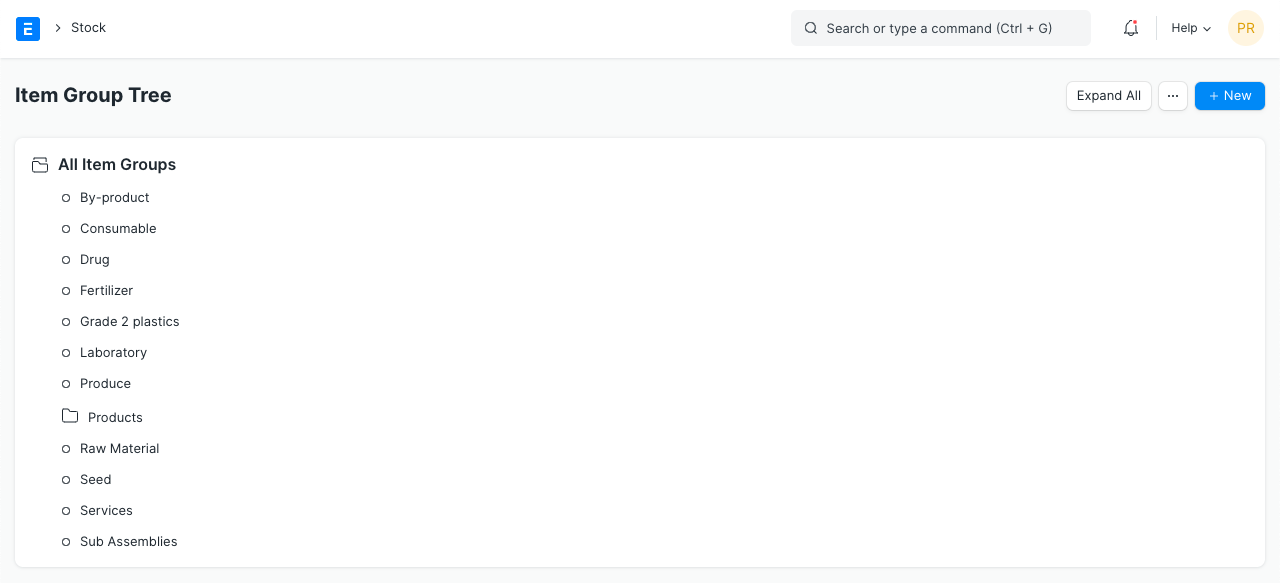 E
Stock
Search or type a command (Ctrl + G)
Help
PR
Item Group Tree
Expand All
···
+ New
All Item Groups
By-product
Consumable
Drug
Fertilizer
Grade 2 plastics
Laboratory
Produce
Products
Raw Material
Seed
Services
Sub Assemblies